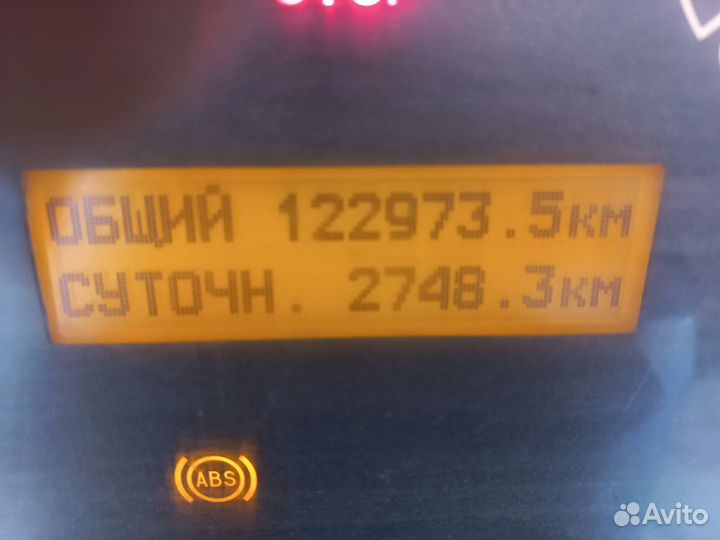 ОБЩИЙ 122973.5км
СУТОЧН. 2748.3км
ABS
Avito